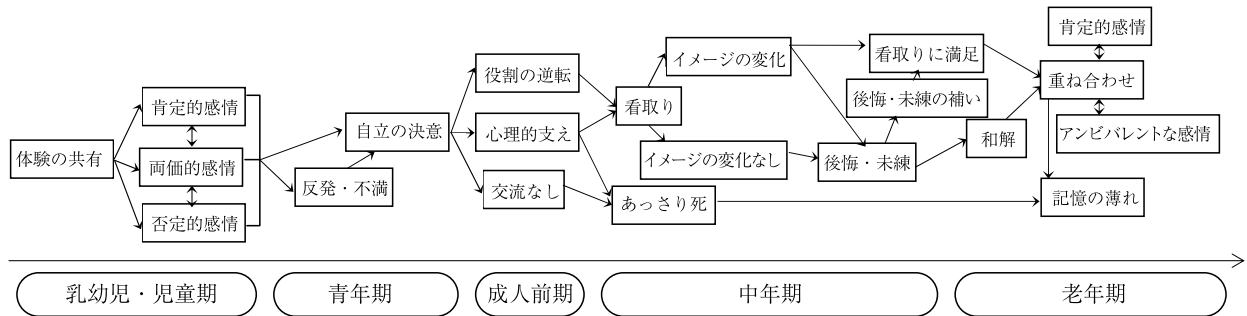 体験の共有
肯定的感情
両価的感情
否定的感情
自立の決意
反発・不満
役割の逆転
心理的支え
交流なし
看取り
あっさり死
イメージの変化
イメージの変化なし
看取りに満足
後悔・未練の補い
後悔・未練
和解
肯定的感情
重ね合わせ
アンビバレントな感情
記憶の薄れ
乳幼児・児童期
青年期
成人前期
中年期
老年期